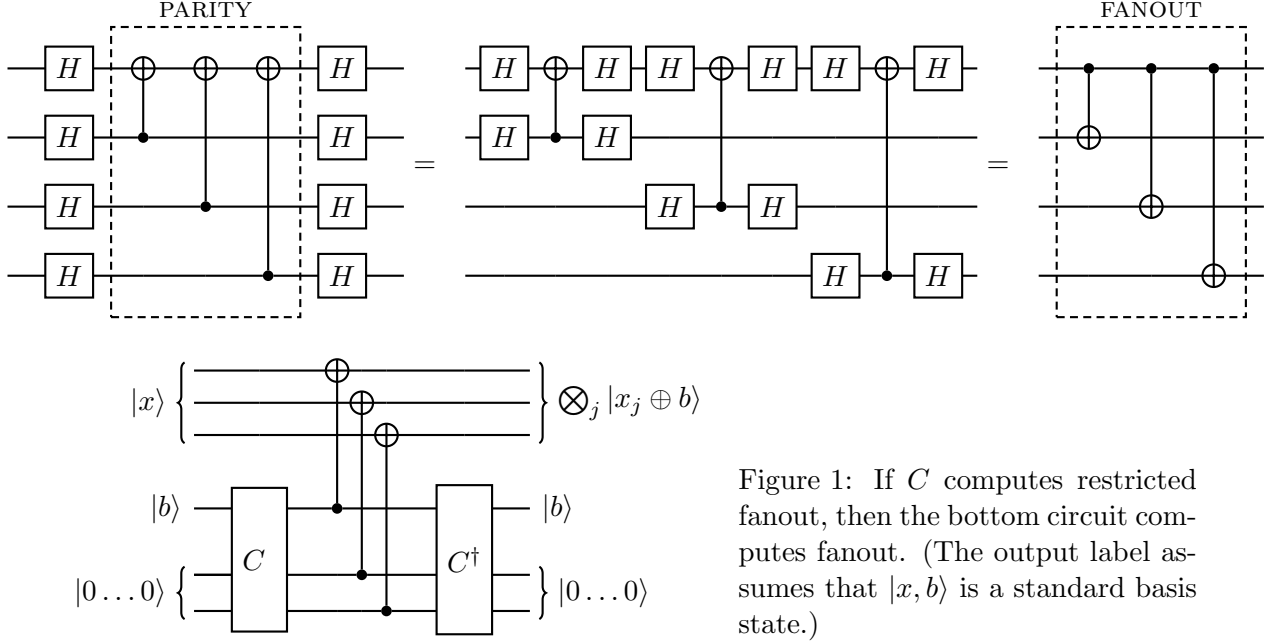 PARITY
FANOUT
H H H H H H H H
H H H H
H H H H
H H H H
= =
|x⟩ ⨂ⱼ |xⱼ ⊕ b⟩
|b⟩ |b⟩
C C†
|0…0⟩ |0…0⟩
Figure 1: If C computes restricted
fanout, then the bottom circuit com-
putes fanout. (The output label as-
sumes that |x, b⟩ is a standard basis
state.)